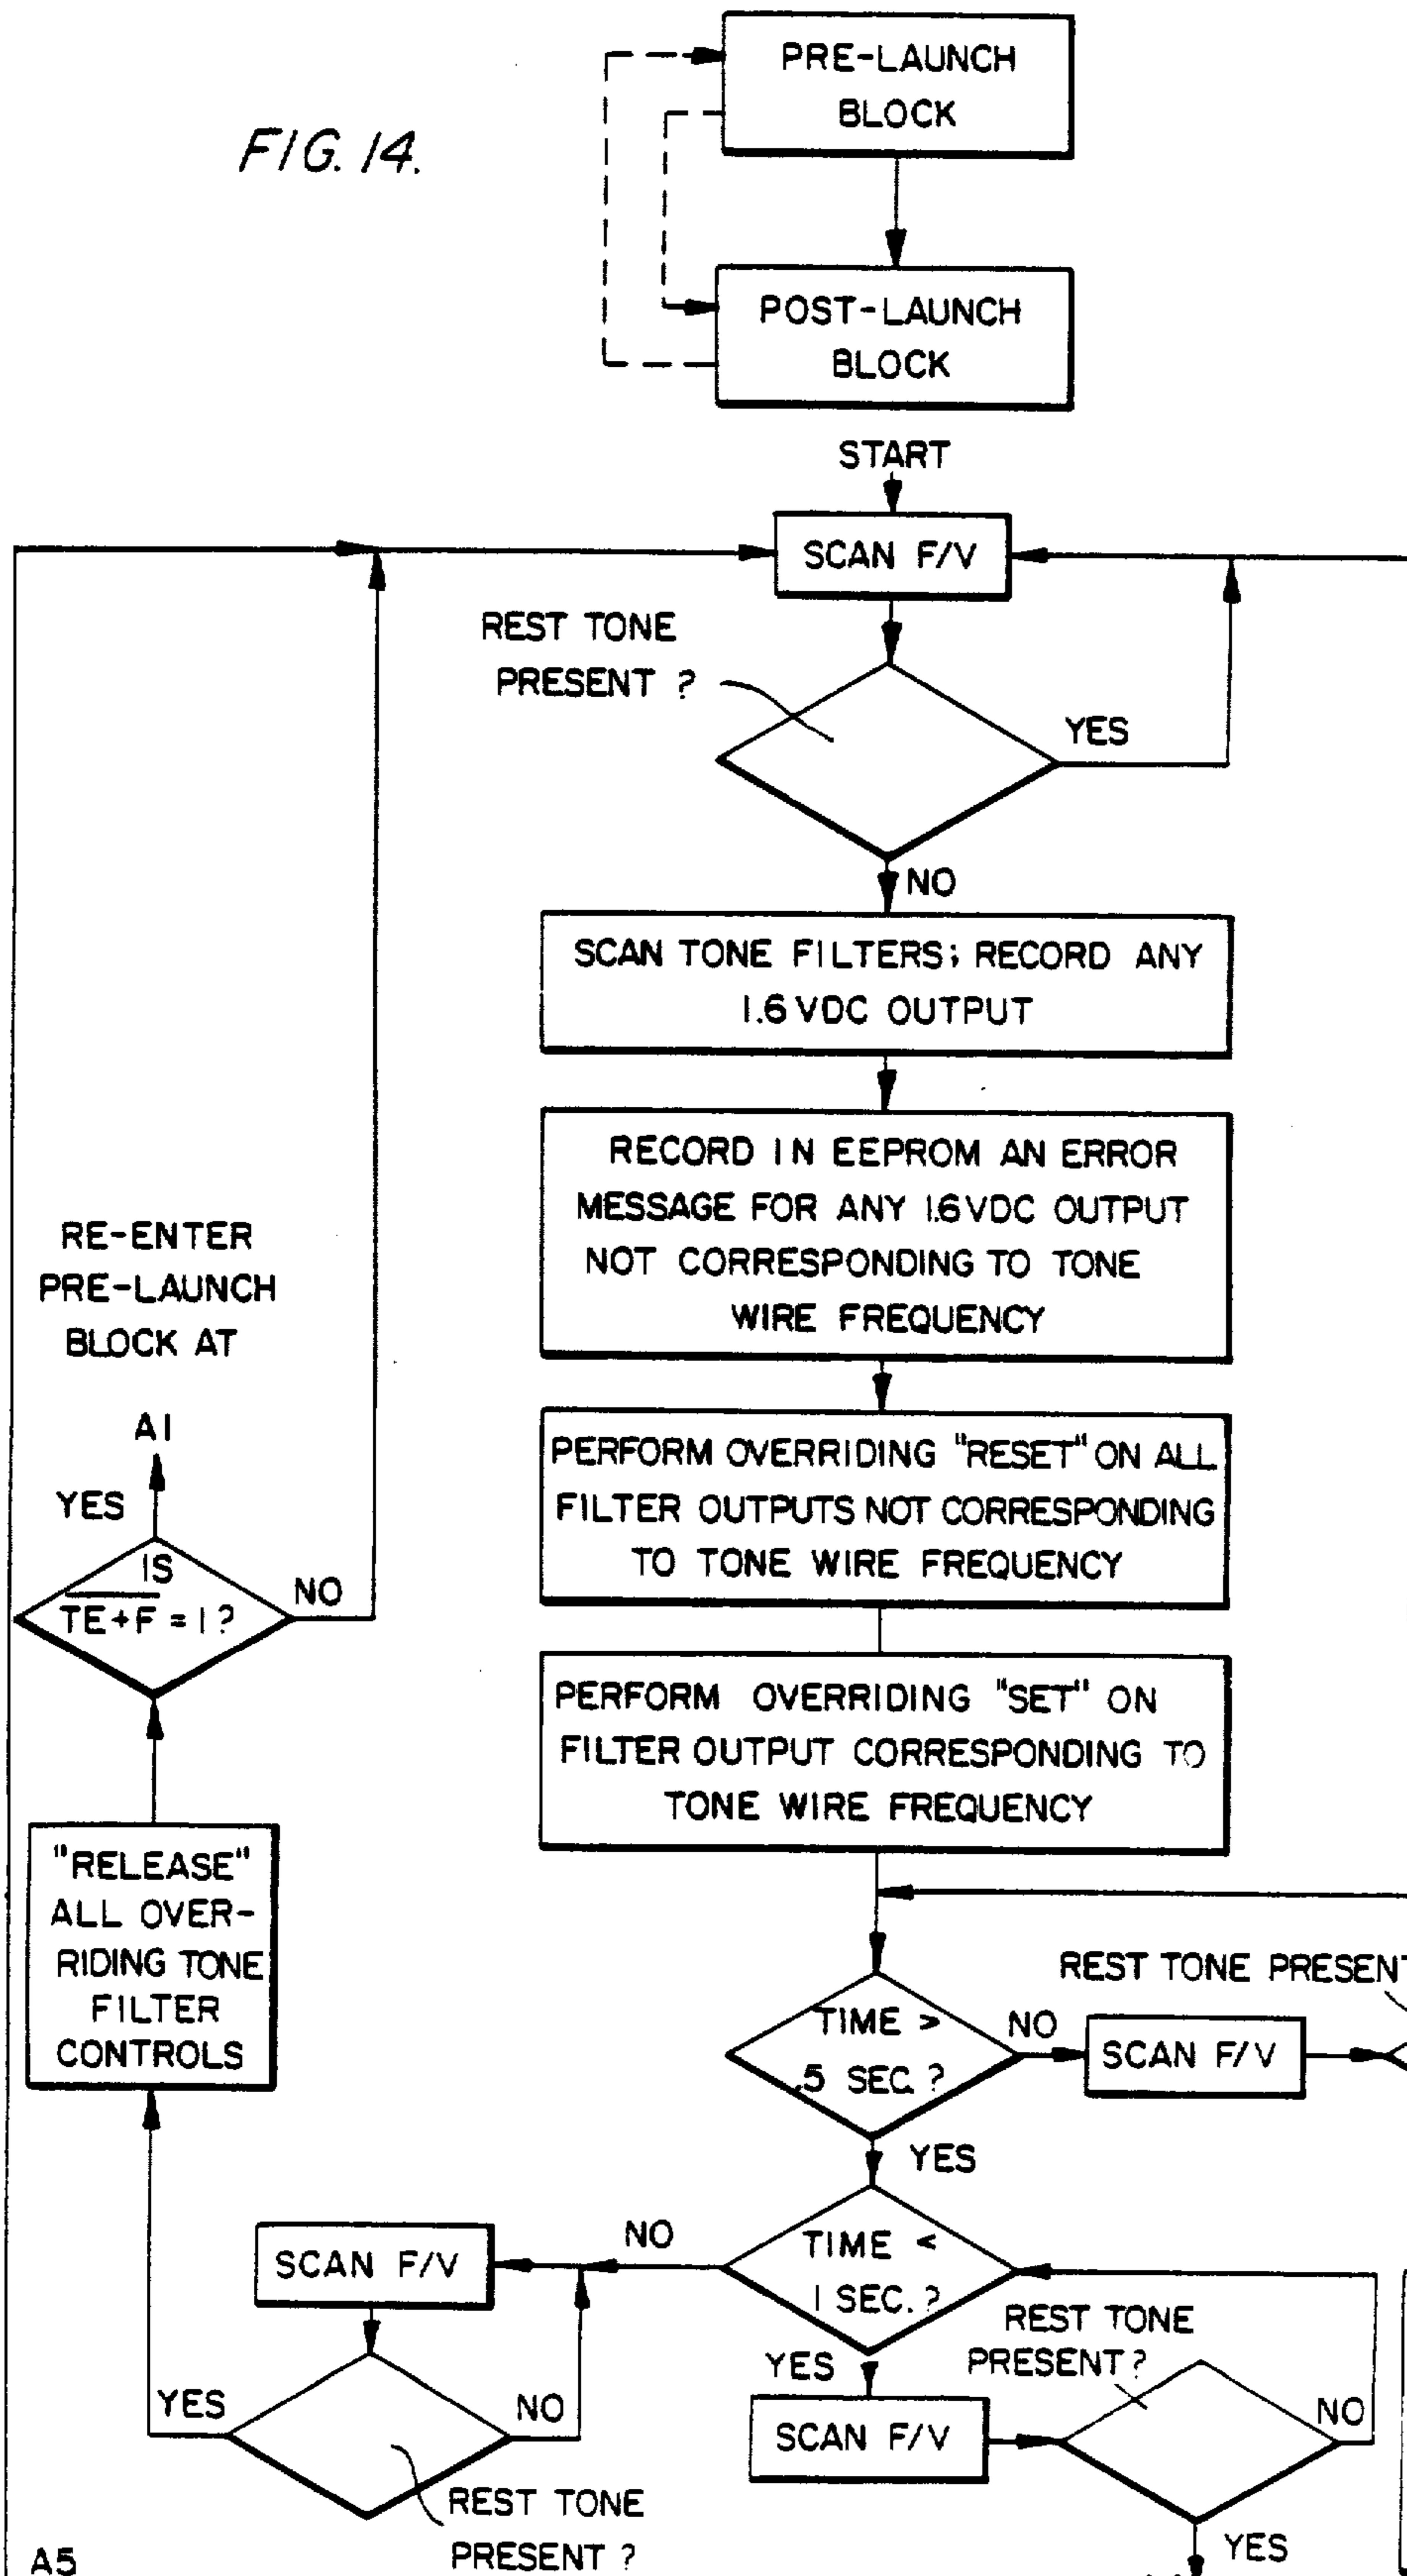 FIG. 14.
PRE-LAUNCH
BLOCK
POST-LAUNCH
BLOCK
START
SCAN F/V
REST TONE
PRESENT ?
YES
NO
SCAN TONE FILTERS; RECORD ANY
1.6 VDC OUTPUT
RECORD IN EEPROM AN ERROR
MESSAGE FOR ANY 1.6 VDC OUTPUT
NOT CORRESPONDING TO TONE
WIRE FREQUENCY
RE-ENTER
PRE-LAUNCH
BLOCK AT
A1
YES
IS
TE+F = 1 ?
NO
PERFORM OVERRIDING "RESET" ON ALL
FILTER OUTPUTS NOT CORRESPONDING
TO TONE WIRE FREQUENCY
PERFORM OVERRIDING "SET" ON
FILTER OUTPUT CORRESPONDING TO
TONE WIRE FREQUENCY
"RELEASE"
ALL OVER-
RIDING TONE
FILTER
CONTROLS
REST TONE PRESENT
TIME >
.5 SEC. ?
NO
SCAN F/V
YES
TIME <
1 SEC. ?
NO
SCAN F/V
YES
NO
REST TONE
PRESENT ?
YES
SCAN F/V
REST TONE
PRESENT ?
NO
YES
A5